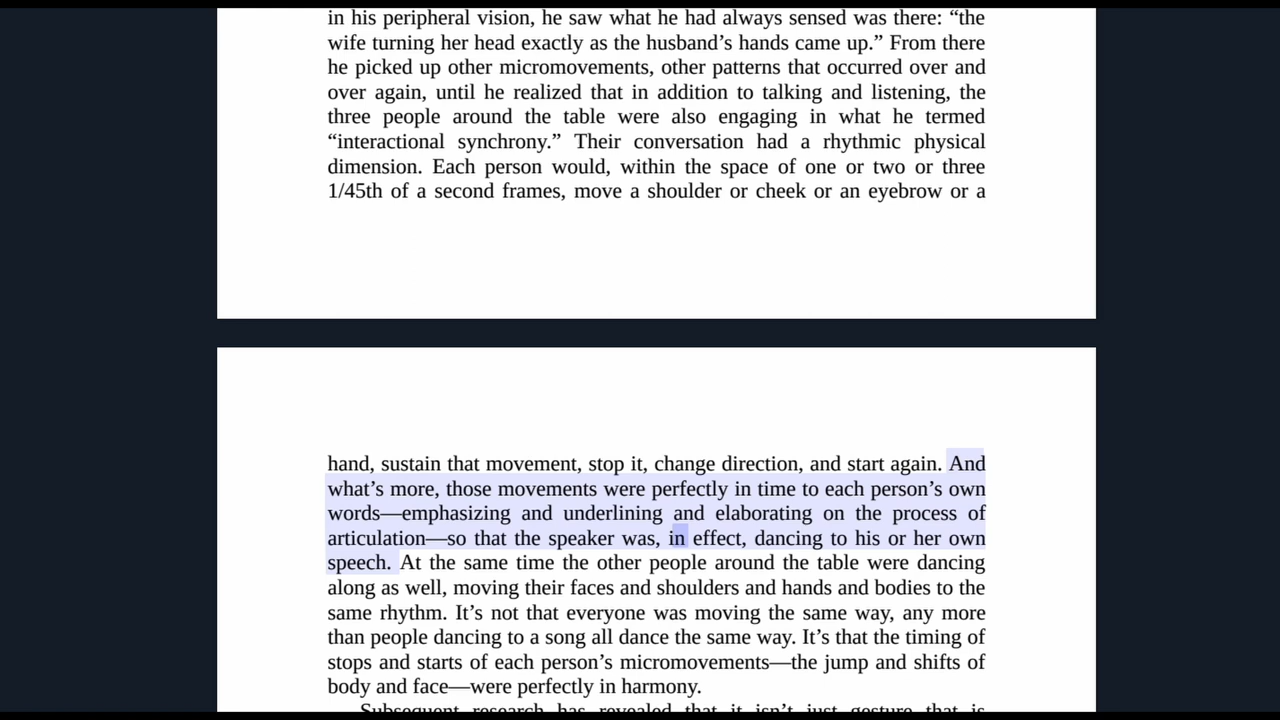 in his peripheral vision, he saw what he had always sensed was there: “the
wife turning her head exactly as the husband’s hands came up.” From there
he picked up other micromovements, other patterns that occurred over and
over again, until he realized that in addition to talking and listening, the
three people around the table were also engaging in what he termed
“interactional synchrony.” Their conversation had a rhythmic physical
dimension. Each person would, within the space of one or two or three
1/45th of a second frames, move a shoulder or cheek or an eyebrow or a
hand, sustain that movement, stop it, change direction, and start again. And
what’s more, those movements were perfectly in time to each person’s own
words—emphasizing and underlining and elaborating on the process of
articulation—so that the speaker was, in effect, dancing to his or her own
speech. At the same time the other people around the table were dancing
along as well, moving their faces and shoulders and hands and bodies to the
same rhythm. It’s not that everyone was moving the same way, any more
than people dancing to a song all dance the same way. It’s that the timing of
stops and starts of each person’s micromovements—the jump and shifts of
body and face—were perfectly in harmony.
Subsequent research has revealed that it isn’t just gesture that is